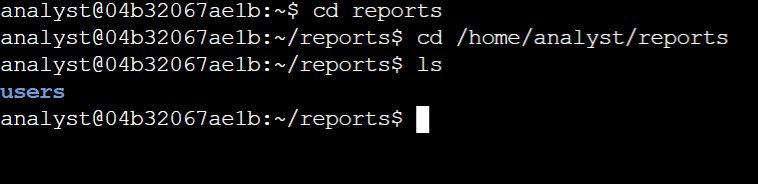 analyst@04b32067ae1b:~$ cd reports
analyst@04b32067ae1b:~/reports$ cd /home/analyst/reports
analyst@04b32067ae1b:~/reports$ ls
users
analyst@04b32067ae1b:~/reports$